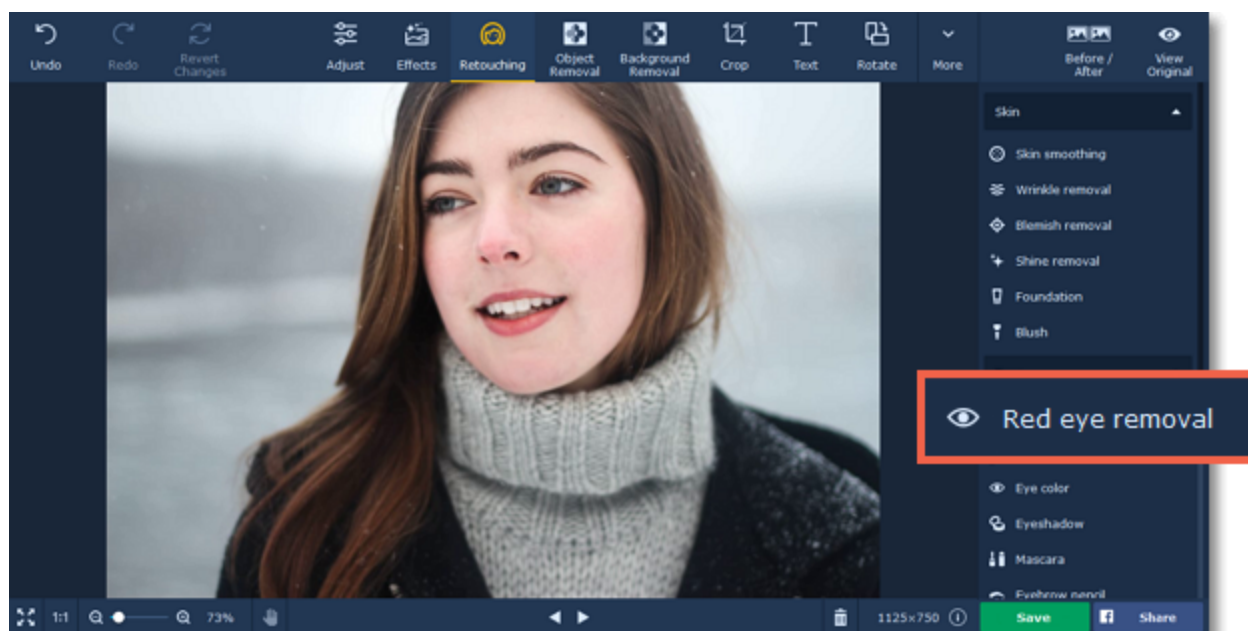 Undo
Redo
Revert
Changes
Adjust
Effects
Retouching
Object
Removal
Background
Removal
Crop
Text
Rotate
More
Before /
After
View
Original
Skin
Skin smoothing
Wrinkle removal
Blemish removal
Shine removal
Foundation
Blush
Red eye removal
Eye color
Eyeshadow
Mascara
Eyebrow pencil
1:1
73%
1125×750
Save
Share